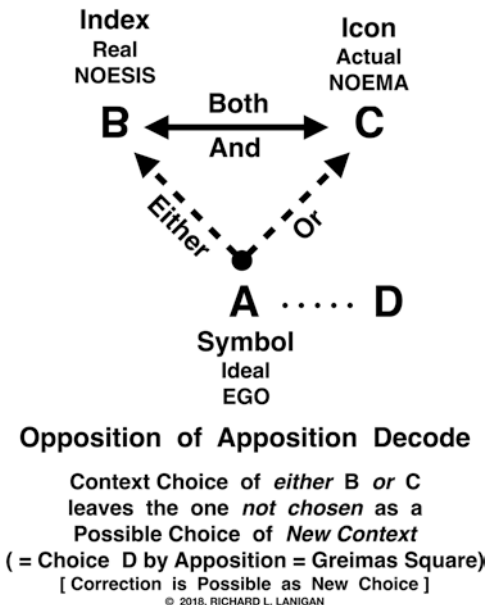 Index
Real
NOESIS
B
Icon
Actual
NOEMA
C
Both
And
Either
Or
A
. . . . .
D
Symbol
Ideal
EGO
Opposition of Apposition Decode
Context Choice of either B or C
leaves the one not chosen as a
Possible Choice of New Context
( = Choice D by Apposition = Greimas Square)
[ Correction is Possible as New Choice ]
© 2018, RICHARD L. LANIGAN